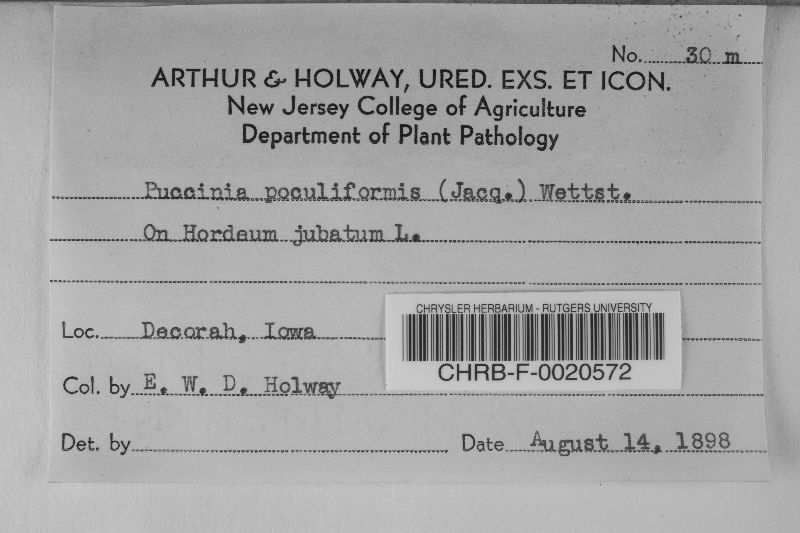 No. 30 m
ARTHUR & HOLWAY, URED. EXS. ET ICON.
New Jersey College of Agriculture
Department of Plant Pathology
Puccinia poculiformis (Jacq.) Wettst.
On Hordeum jubatum L.
Loc. Decorah, Iowa
CHRYSLER HERBARIUM - RUTGERS UNIVERSITY
CHRB-F-0020572
Col. by E. W. D. Holway
Det. by
Date August 14, 1898